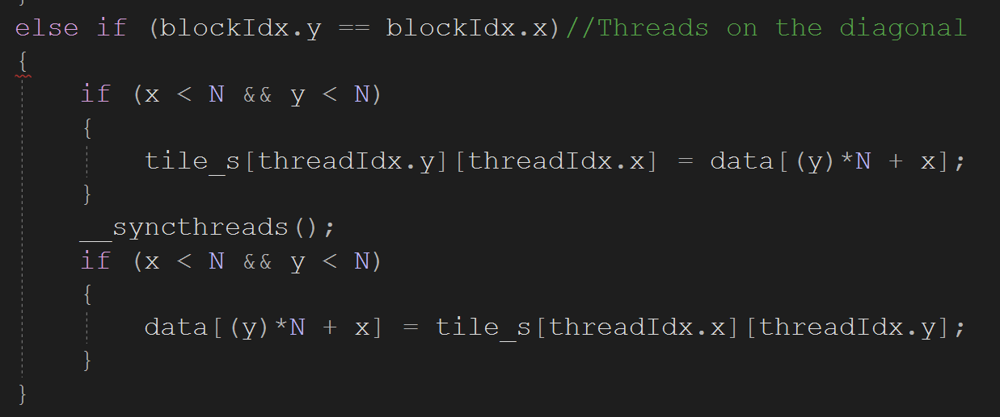 }
else if (blockIdx.y == blockIdx.x)//Threads on the diagonal
{
    if (x < N && y < N)
    {
        tile_s[threadIdx.y][threadIdx.x] = data[(y)*N + x];
    }
    __syncthreads();
    if (x < N && y < N)
    {
        data[(y)*N + x] = tile_s[threadIdx.x][threadIdx.y];
    }
}